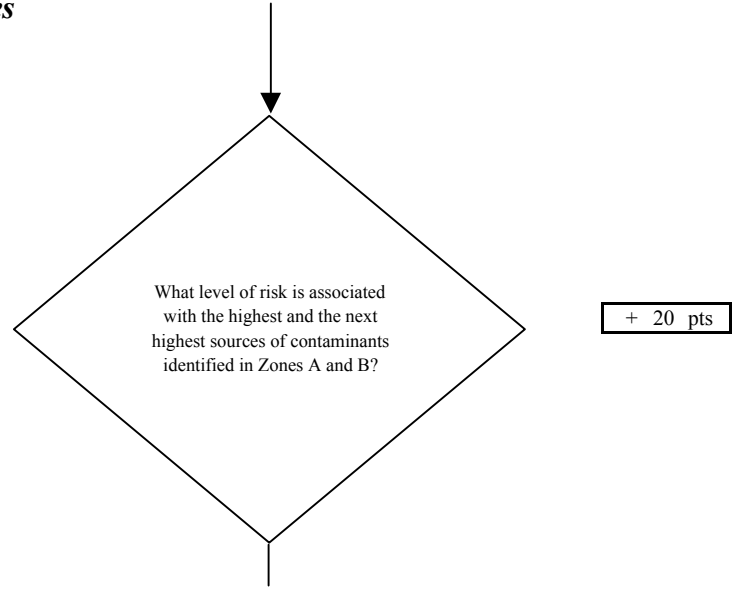 What level of risk is associated
with the highest and the next
highest sources of contaminants
identified in Zones A and B?
+ 20 pts